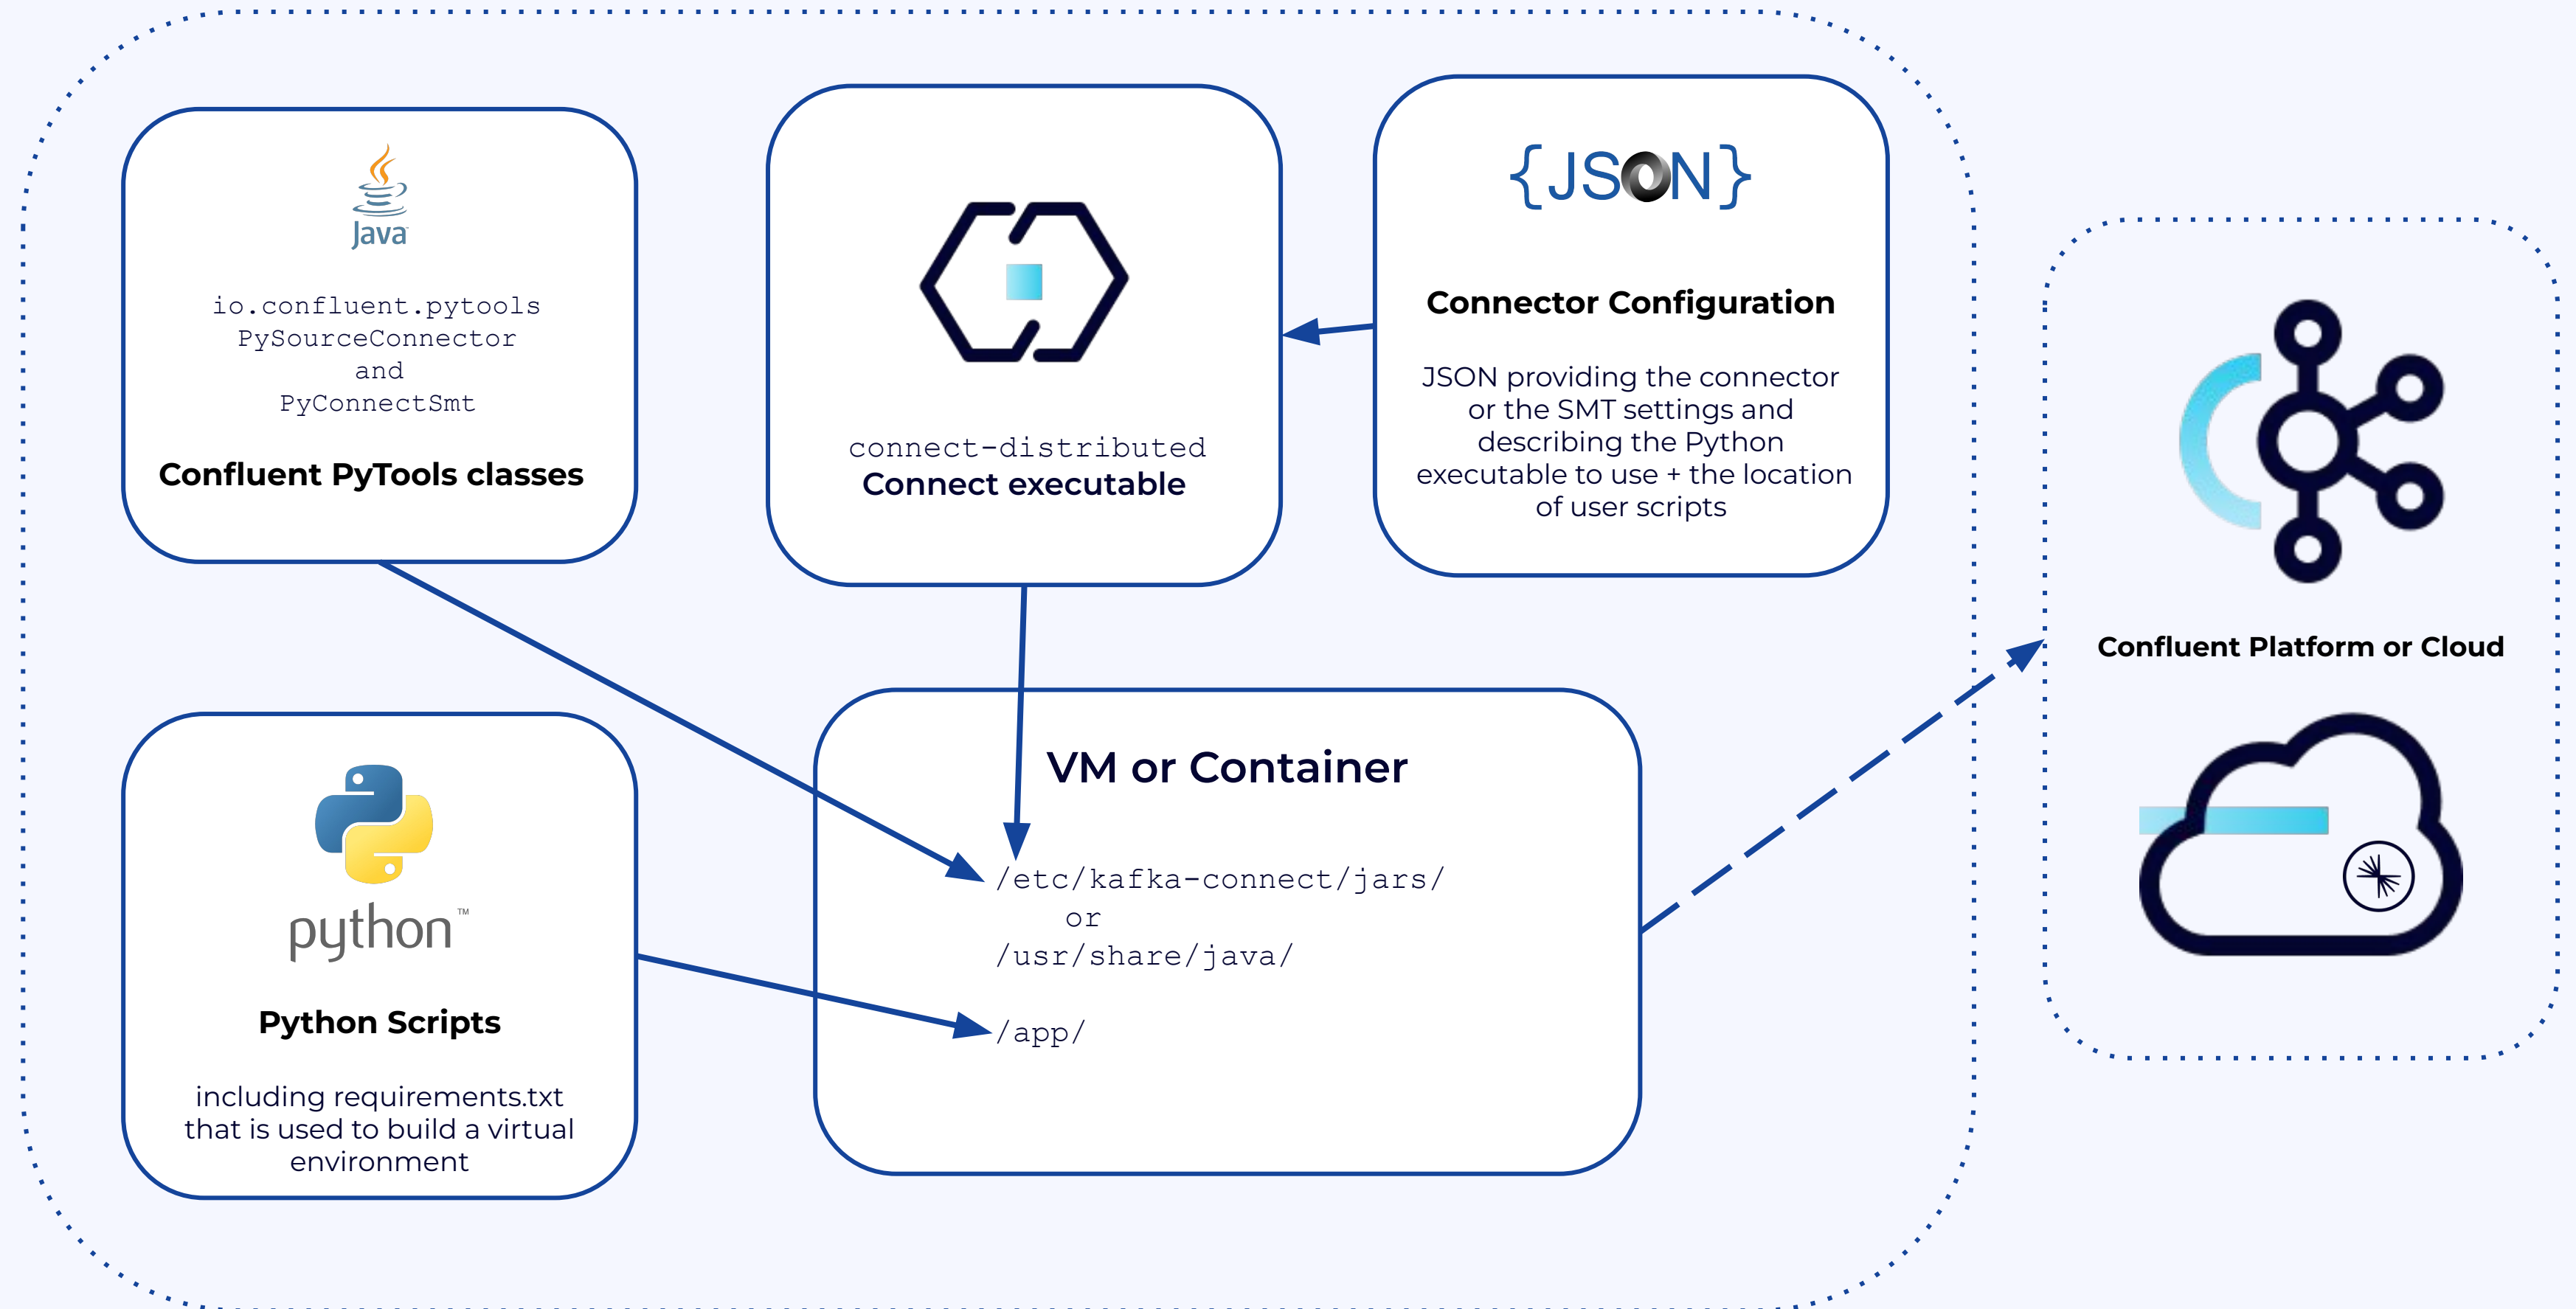 Java
io.confluent.pytools
PySourceConnector
and
PyConnectSmt
Confluent PyTools classes
connect-distributed
Connect executable
{JSON}
Connector Configuration
JSON providing the connector
or the SMT settings and
describing the Python
executable to use + the location
of user scripts
python™
Python Scripts
including requirements.txt
that is used to build a virtual
environment
VM or Container
/etc/kafka-connect/jars/
or
/usr/share/java/
/app/
Confluent Platform or Cloud